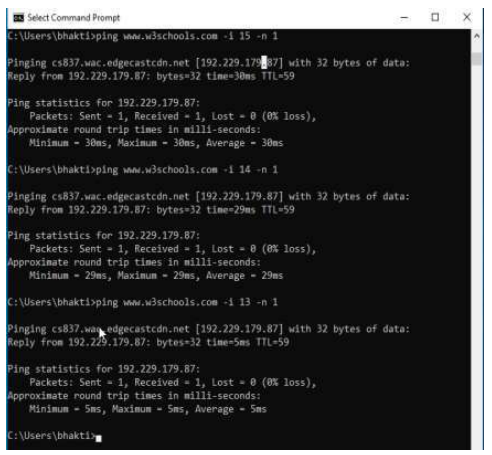 Select Command Prompt
C:\Users\bhakti>ping www.w3schools.com -i 15 -n 1
Pinging cs837.wac.edgecastcdn.net [192.229.179.87] with 32 bytes of data:
Reply from 192.229.179.87: bytes=32 time=30ms TTL=59
Ping statistics for 192.229.179.87:
Packets: Sent = 1, Received = 1, Lost = 0 (0% loss),
Approximate round trip times in milli-seconds:
Minimum = 30ms, Maximum = 30ms, Average = 30ms
C:\Users\bhakti>ping www.w3schools.com -i 14 -n 1
Pinging cs837.wac.edgecastcdn.net [192.229.179.87] with 32 bytes of data:
Reply from 192.229.179.87: bytes=32 time=29ms TTL=59
Ping statistics for 192.229.179.87:
Packets: Sent = 1, Received = 1, Lost = 0 (0% loss),
Approximate round trip times in milli-seconds:
Minimum = 29ms, Maximum = 29ms, Average = 29ms
C:\Users\bhakti>ping www.w3schools.com -i 13 -n 1
Pinging cs837.wac.edgecastcdn.net [192.229.179.87] with 32 bytes of data:
Reply from 192.229.179.87: bytes=32 time=5ms TTL=59
Ping statistics for 192.229.179.87:
Packets: Sent = 1, Received = 1, Lost = 0 (0% loss),
Approximate round trip times in milli-seconds:
Minimum = 5ms, Maximum = 5ms, Average = 5ms
C:\Users\bhakti>